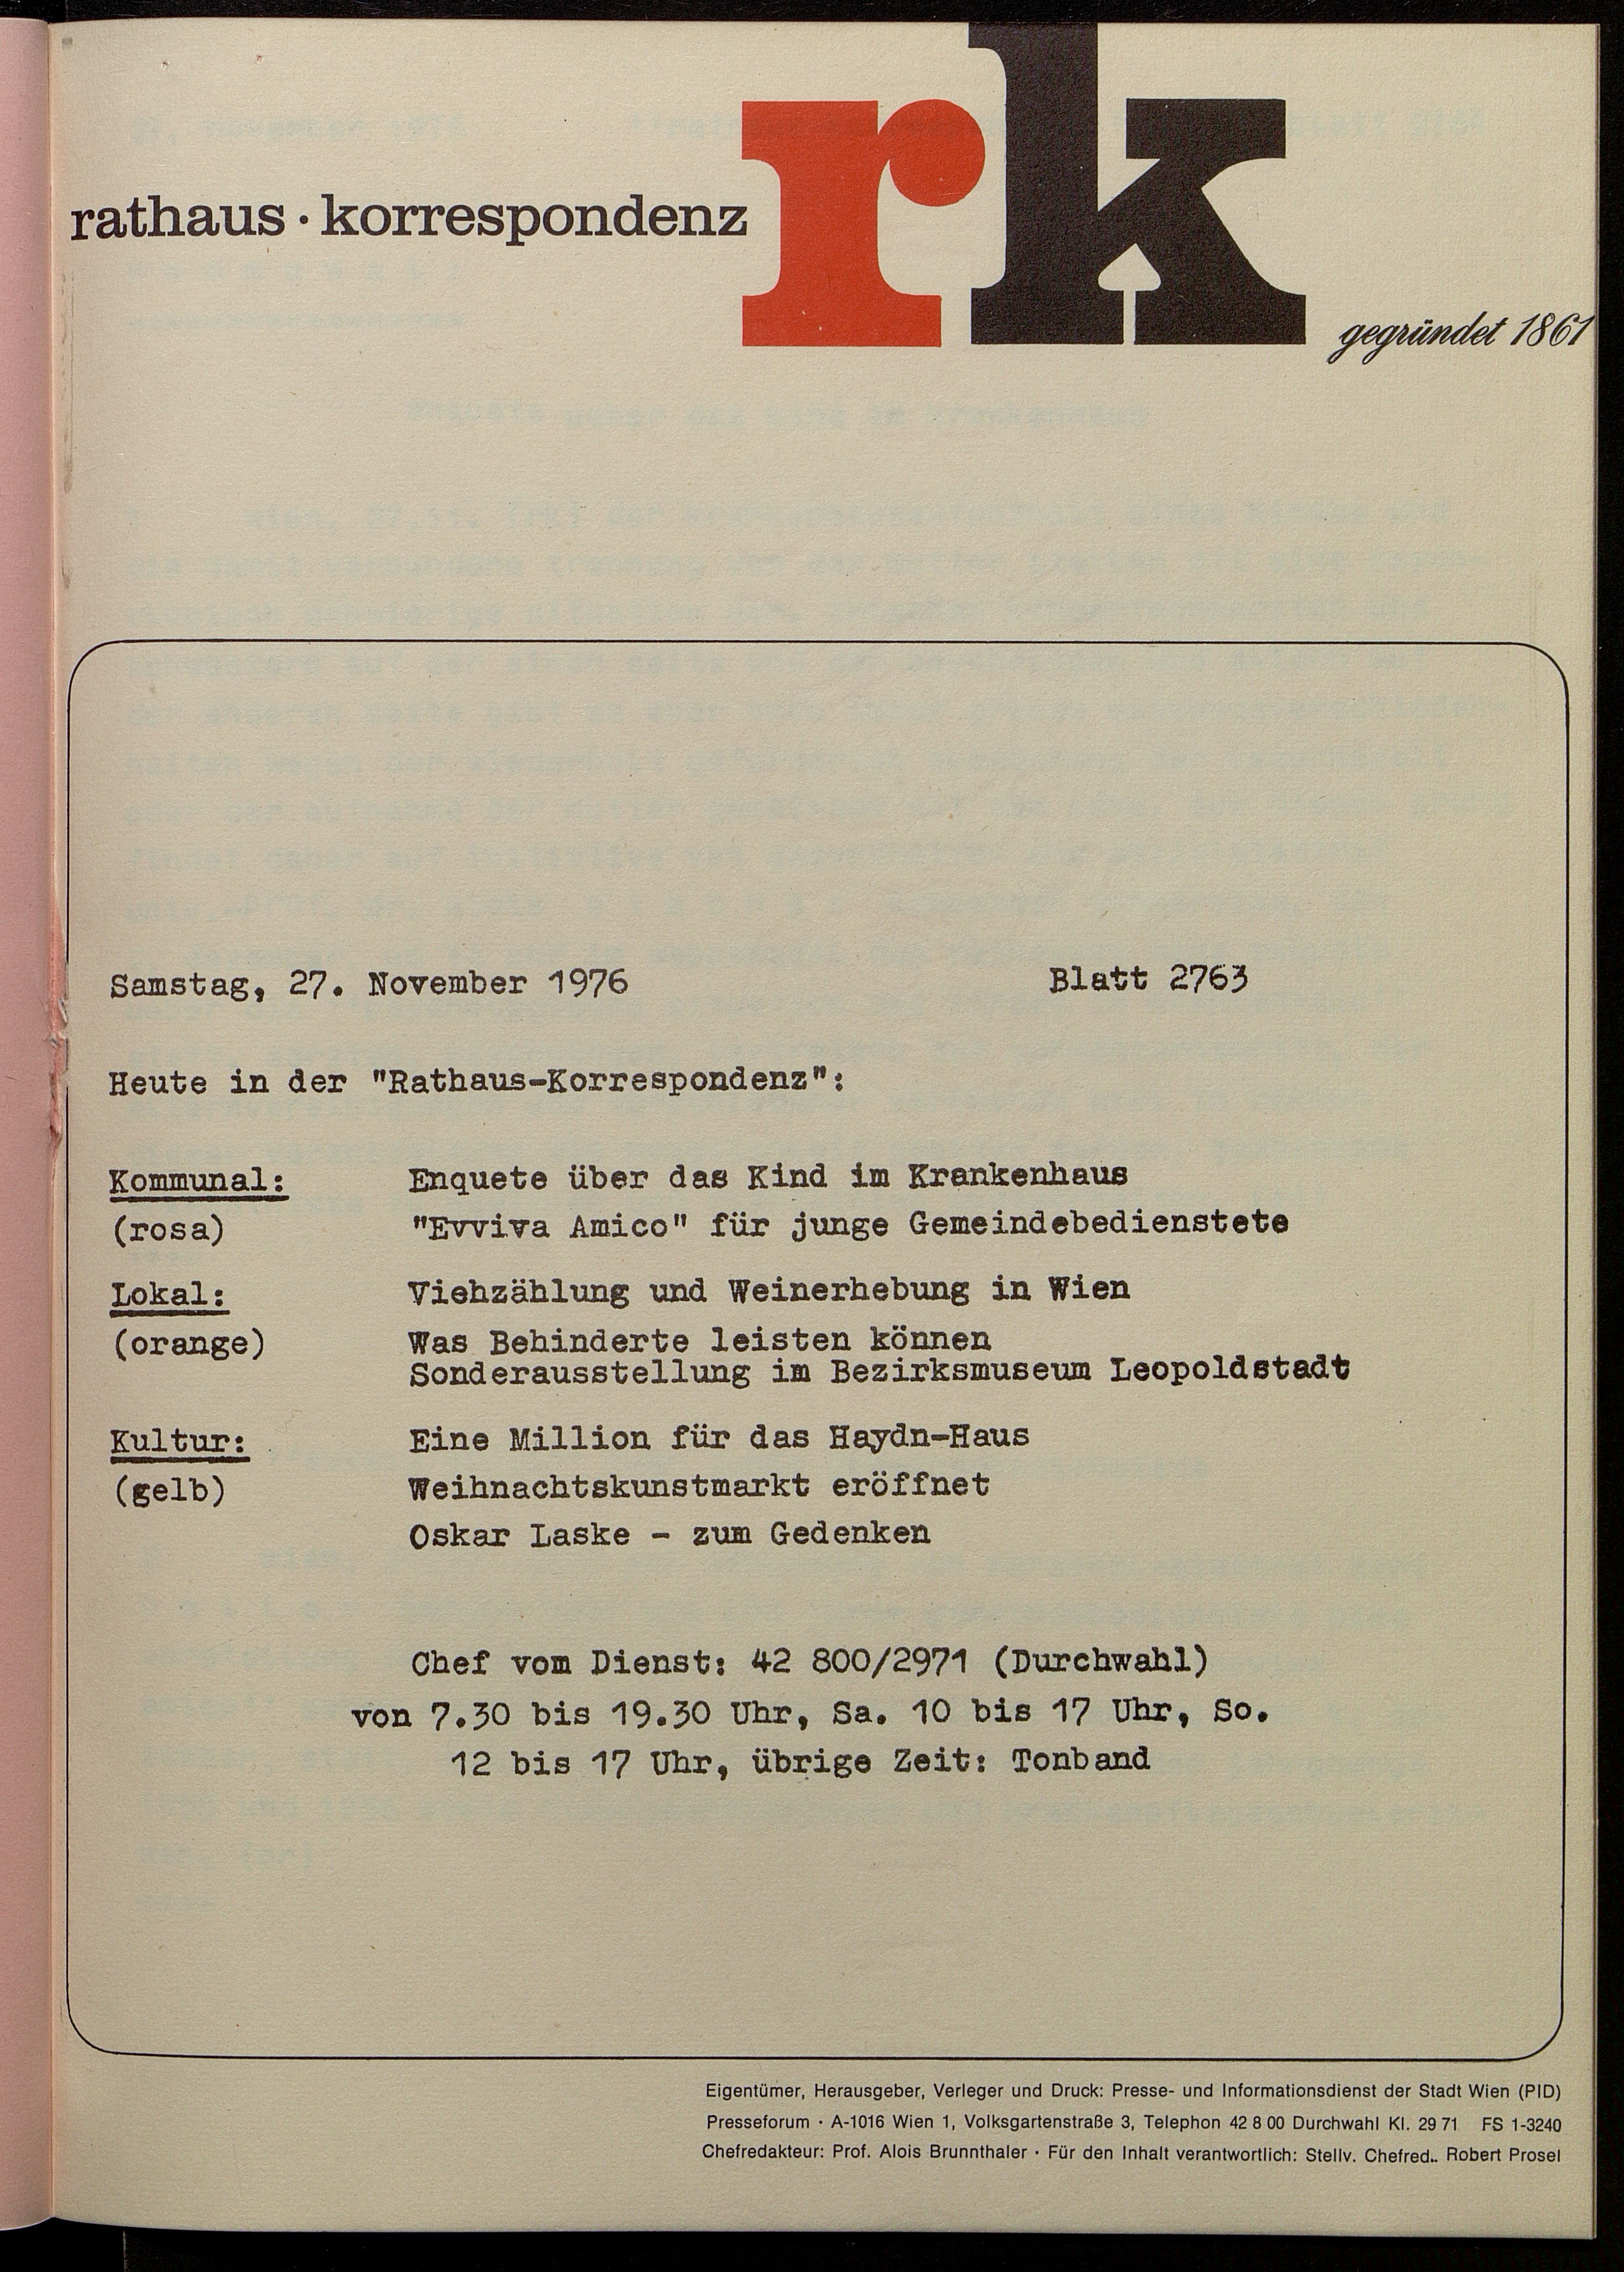 rathaus · korrespondenz
rk
gegründet 1861
Samstag, 27. November 1976 Blatt 2763
Heute in der "Rathaus-Korrespondenz":
Kommunal: Enquete über das Kind im Krankenhaus
(rosa) "Evviva Amico" für junge Gemeindebedienstete
Lokal: Viehzählung und Weinerhebung in Wien
(orange) Was Behinderte leisten können
Sonderausstellung im Bezirksmuseum Leopoldstadt
Kultur: Eine Million für das Haydn-Haus
(gelb) Weihnachtskunstmarkt eröffnet
Oskar Laske - zum Gedenken
Chef vom Dienst: 42 800/2971 (Durchwahl)
von 7.30 bis 19.30 Uhr, Sa. 10 bis 17 Uhr, So.
12 bis 17 Uhr, übrige Zeit: Tonband
Eigentümer, Herausgeber, Verleger und Druck: Presse- und Informationsdienst der Stadt Wien (PID)
Presseforum · A-1016 Wien 1, Volksgartenstraße 3, Telephon 42 8 00 Durchwahl Kl. 29 71 FS 1-3240
Chefredakteur: Prof. Alois Brunnthaler · Für den Inhalt verantwortlich: Stellv. Chefred.. Robert Prosel